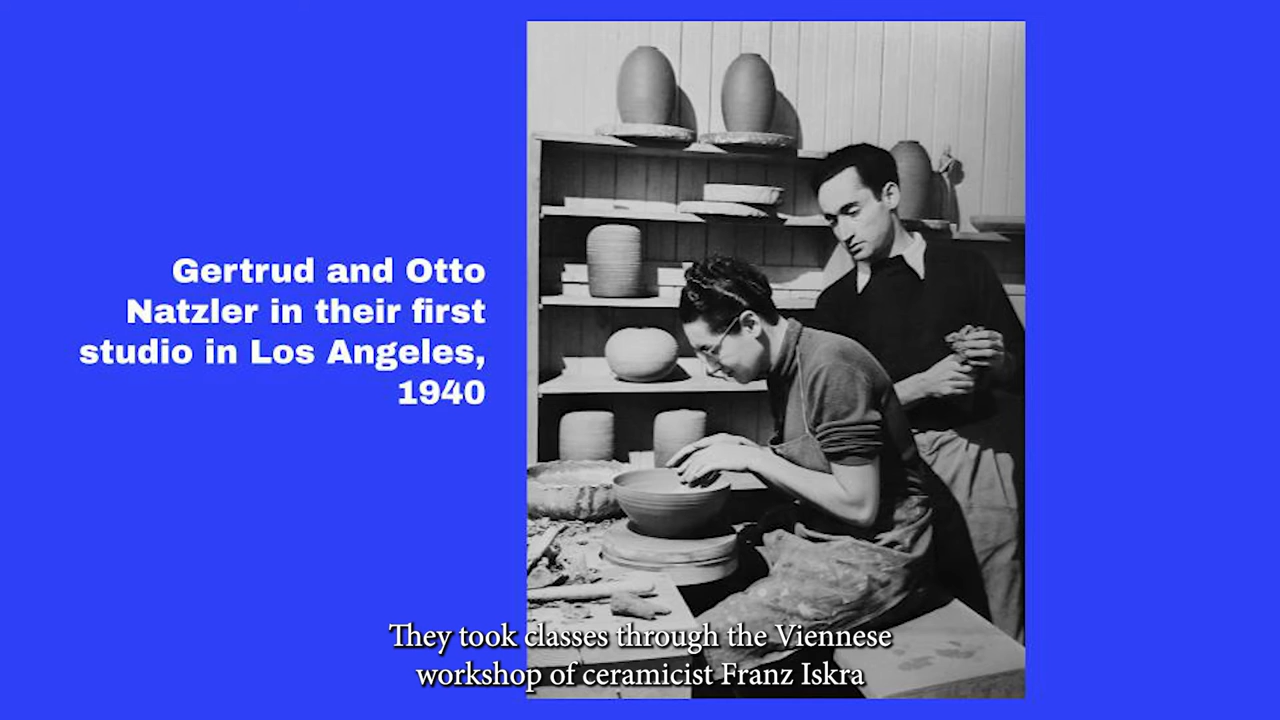 Gertrud and Otto
Natzler in their first
studio in Los Angeles,
1940
They took classes through the Viennese
workshop of ceramicist Franz Iskra